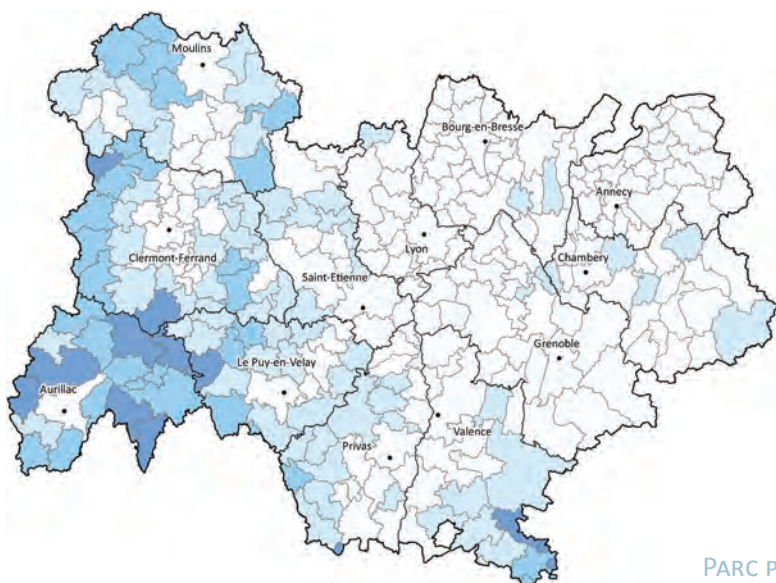 Moulins
Bourg-en-Bresse
Annecy
Clermont-Ferrand
Lyon
Chambery
Saint-Etienne
Le Puy-en-Velay
Grenoble
Aurillac
Valence
Privas
PARC P